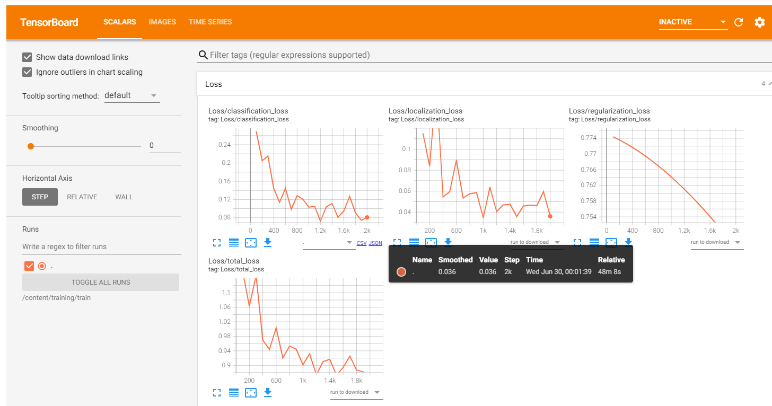 TensorBoard SCALARS IMAGES TIME SERIES INACTIVE
Show data download links
Ignore outliers in chart scaling
Tooltip sorting method: default
Smoothing
0
Horizontal Axis
STEP RELATIVE WALL
Runs
Write a regex to filter runs
.
TOGGLE ALL RUNS
/content/training/train
Filter tags (regular expressions supported)
Loss 4
Loss/classification_loss
tag: Loss/classification_loss
0.24
0.2
0.16
0.12
0.08
0 400 800 1.2k 1.6k 2k
. CSV JSON
Loss/localization_loss
tag: Loss/localization_loss
0.1
0.08
0.06
0.04
200 600 1k 1.4k 1.8k
run to download
Loss/regularization_loss
tag: Loss/regularization_loss
0.774
0.77
0.766
0.762
0.758
0.754
0 400 800 1.2k 1.6k 2k
run to download
Name Smoothed Value Step Time Relative
. 0.036 0.036 2k Wed Jun 30, 00:01:39 48m 8s
Loss/total_loss
tag: Loss/total_loss
1.1
1.06
1.02
0.98
0.94
0.9
200 600 1k 1.4k 1.8k
run to download